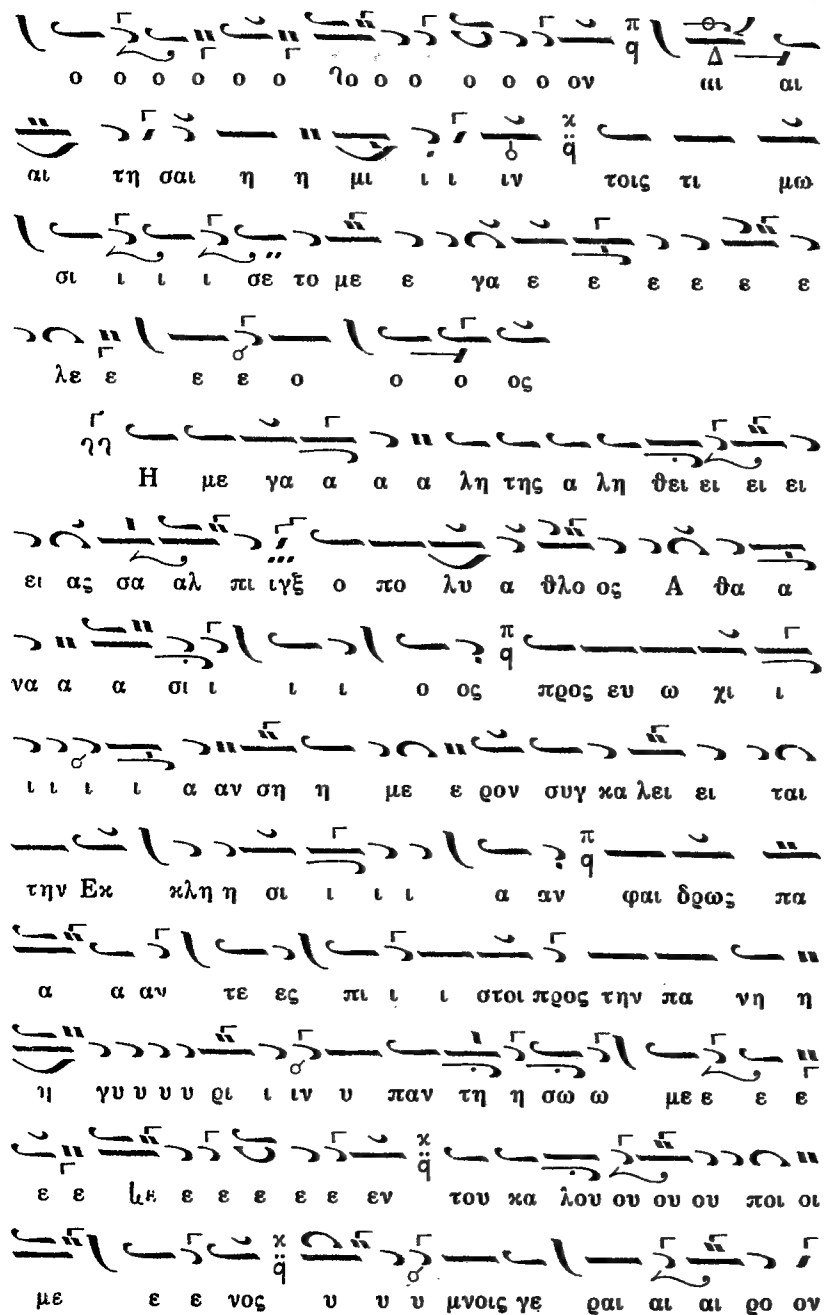 ο ο ο ο ο ο ο ο ο ο ο ο ον αι αι
αι τη σαι η η μι ι ι ιν τοις τι μω
σι ι ι ι σε το με ε γα ε ε ε ε ε ε
λε ε ε ε ο ο ο ος
Η με γα α α α λη της α λη θει ει ει ει
ει ας σα αλ πι ιγξ ο πο λυ α θλο ος Α θα α
να α α σι ι ι ι ο ος προς ευ ω χι ι
ι ι ι ι α αν ση η με ε ρον συγ κα λει ει ται
την Εκ κλη η σι ι ι ι α αν φαι δρως πα
α α αν τε ες πι ι ι στοι προς την πα νη η
η γυ υ υ υ ρι ι ιν υ παν τη η σω ω με ε ε ε
ε ε ε ε ε ε ε εν του κα λου ου ου ου ποι οι
με ε ε νος υ υ υ μνοις γε ραι αι αι ρο ον